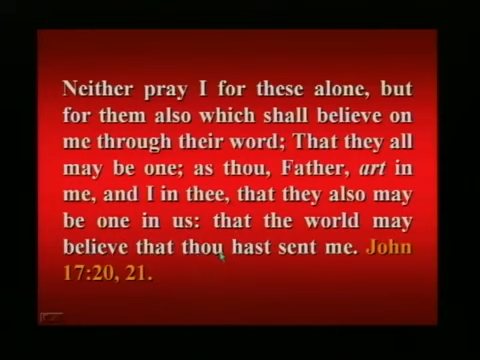 Neither pray I for these alone, but
for them also which shall believe on
me through their word; That they all
may be one; as thou, Father, art in
me, and I in thee, that they also may
be one in us: that the world may
believe that thou hast sent me. John
17:20, 21.